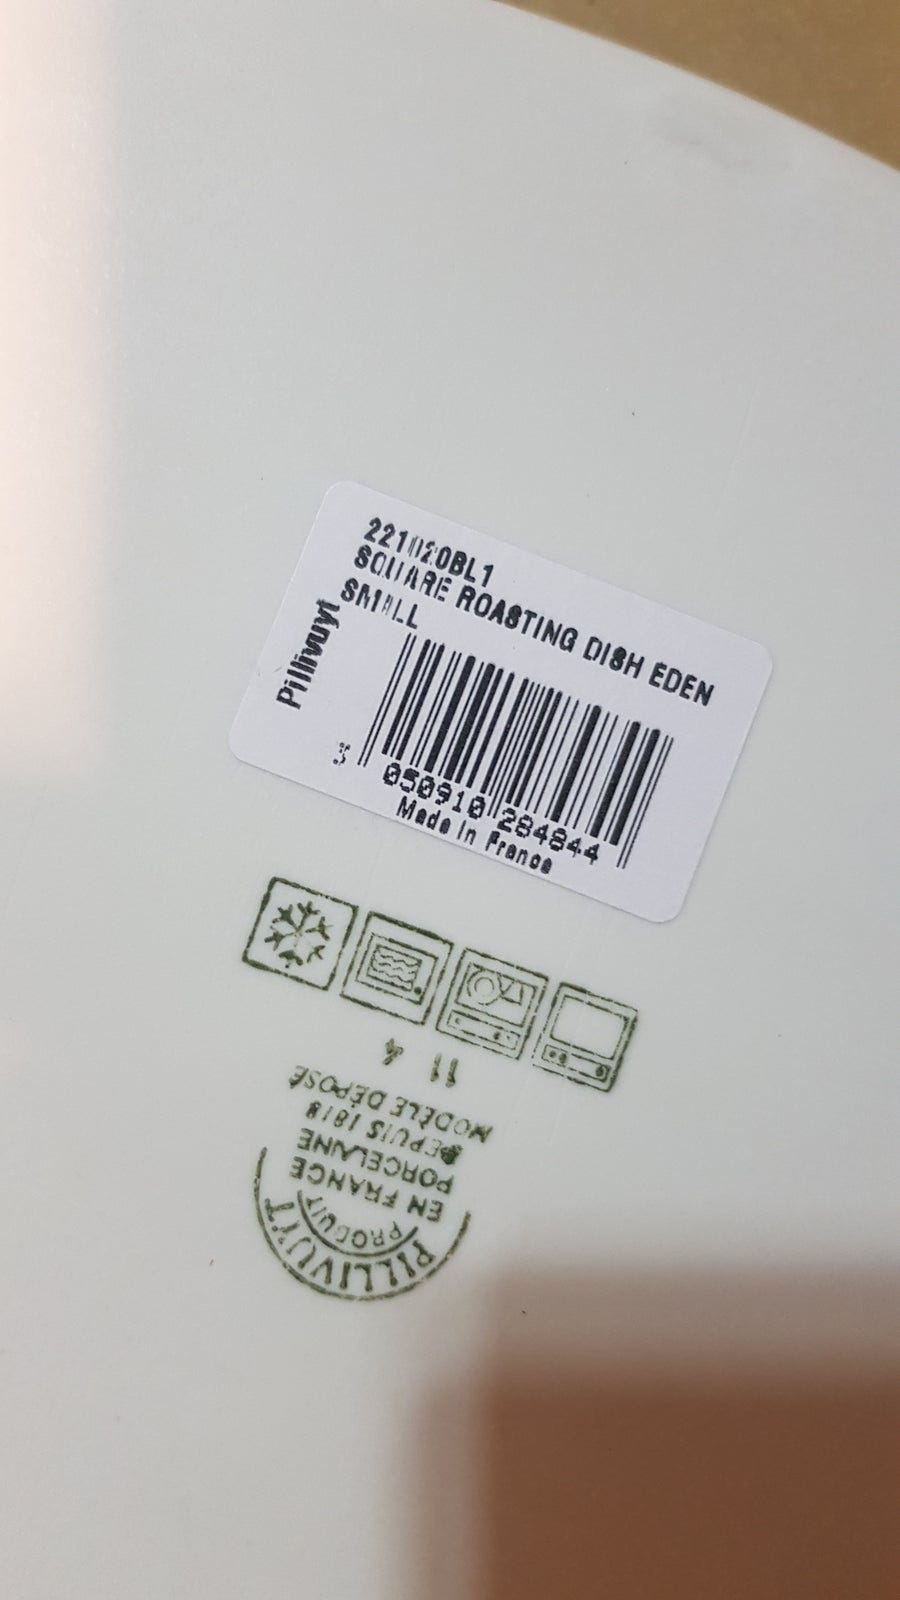 221020BL1
SQUARE ROASTING DISH EDEN
SMALL
Pillivuyt
3 050910 284844
Made in France
PILLIVUYT
PRODUIT
EN FRANCE
PORCELAINE
DEPUIS 1818
MODÈLE DÉPOSÉ
11 4